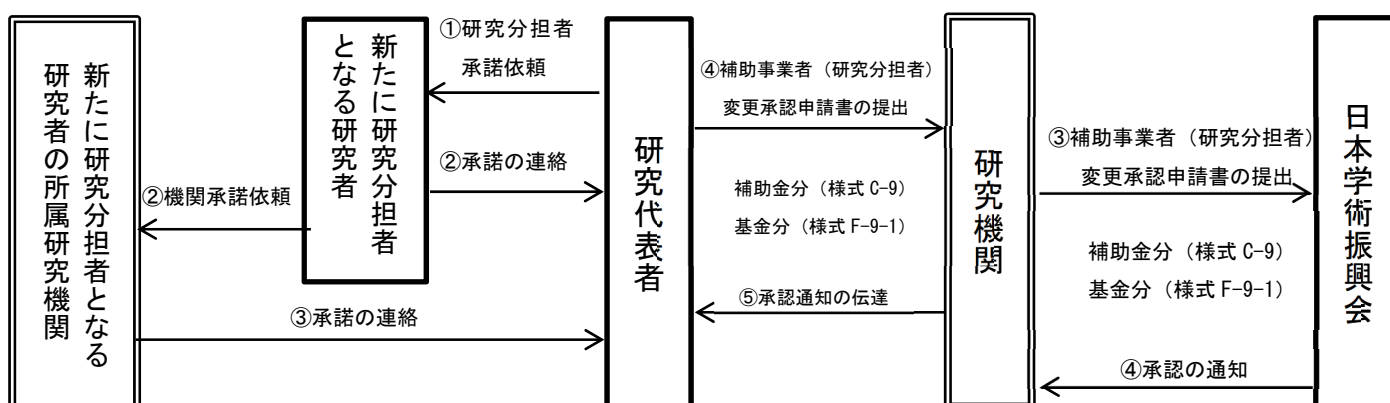 新たに研究分担者となる
研究者の所属研究機関
新たに研究分担者
となる研究者
①研究分担者
承諾依頼
②承諾の連絡
②機関承諾依頼
③承諾の連絡
研究代表者
④補助事業者（研究分担者）
変更承認申請書の提出
補助金分（様式 C-9）
基金分（様式 F-9-1）
⑤承認通知の伝達
研究機関
③補助事業者（研究分担者）
変更承認申請書の提出
補助金分（様式 C-9）
基金分（様式 F-9-1）
④承認の通知
日本学術振興会